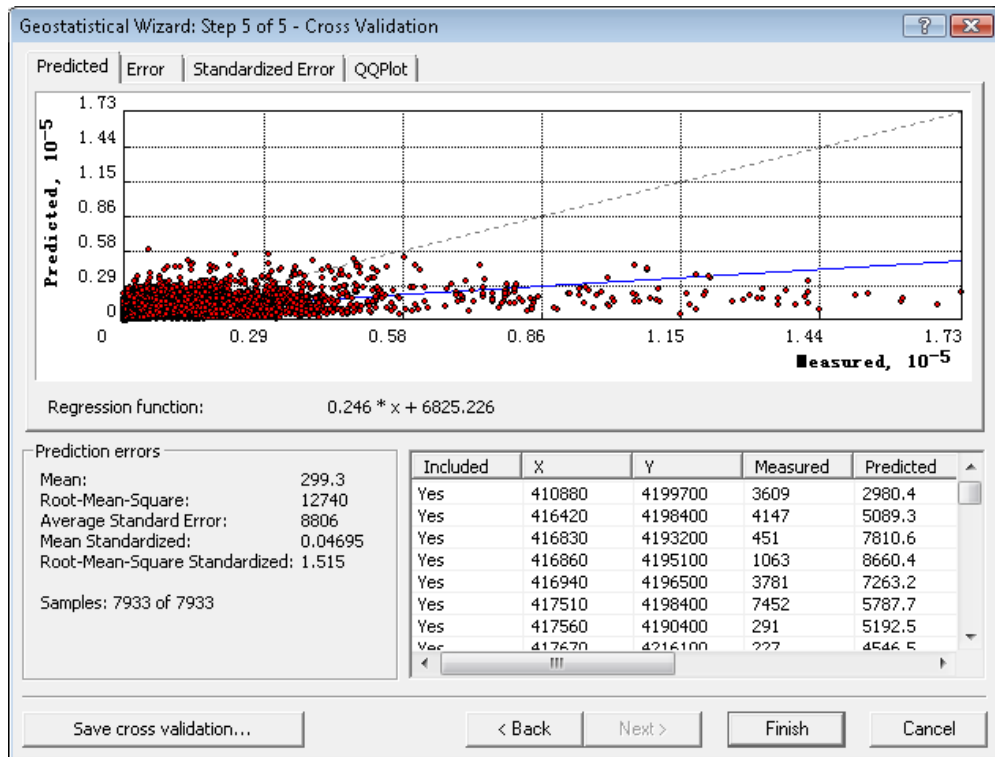 Geostatistical Wizard: Step 5 of 5 - Cross Validation
Predicted Error Standardized Error QQPlot
1.73
1.44
1.15
0.86
0.58
0.29
0
Predicted, 10⁻⁵
0 0.29 0.58 0.86 1.15 1.44 1.73
Measured, 10⁻⁵
Regression function: 0.246 * x + 6825.226
Prediction errors
Mean: 299.3
Root-Mean-Square: 12740
Average Standard Error: 8806
Mean Standardized: 0.04695
Root-Mean-Square Standardized: 1.515
Samples: 7933 of 7933
Included X Y Measured Predicted
Yes 410880 4199700 3609 2980.4
Yes 416420 4198400 4147 5089.3
Yes 416830 4193200 451 7810.6
Yes 416860 4195100 1063 8660.4
Yes 416940 4196500 3781 7263.2
Yes 417510 4198400 7452 5787.7
Yes 417560 4190400 291 5192.5
Yes 417670 4216100 227 4546.5
Save cross validation... < Back Next > Finish Cancel